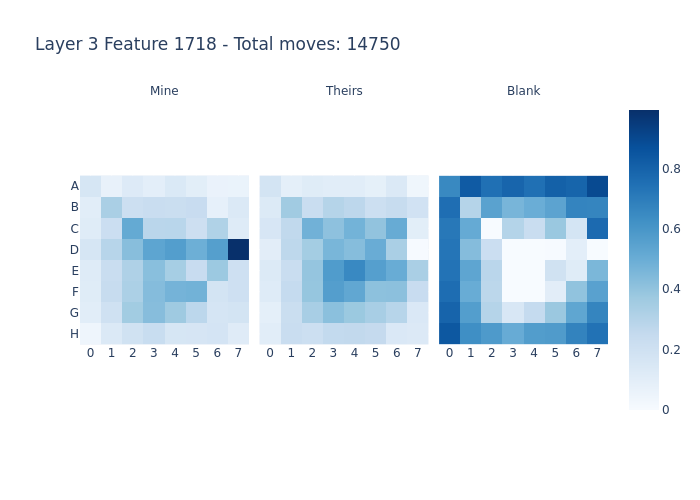 Layer 3 Feature 1718 - Total moves: 14750
Mine
Theirs
Blank
A
B
C
D
E
F
G
H
0 1 2 3 4 5 6 7
0 1 2 3 4 5 6 7
0 1 2 3 4 5 6 7
0.8
0.6
0.4
0.2
0